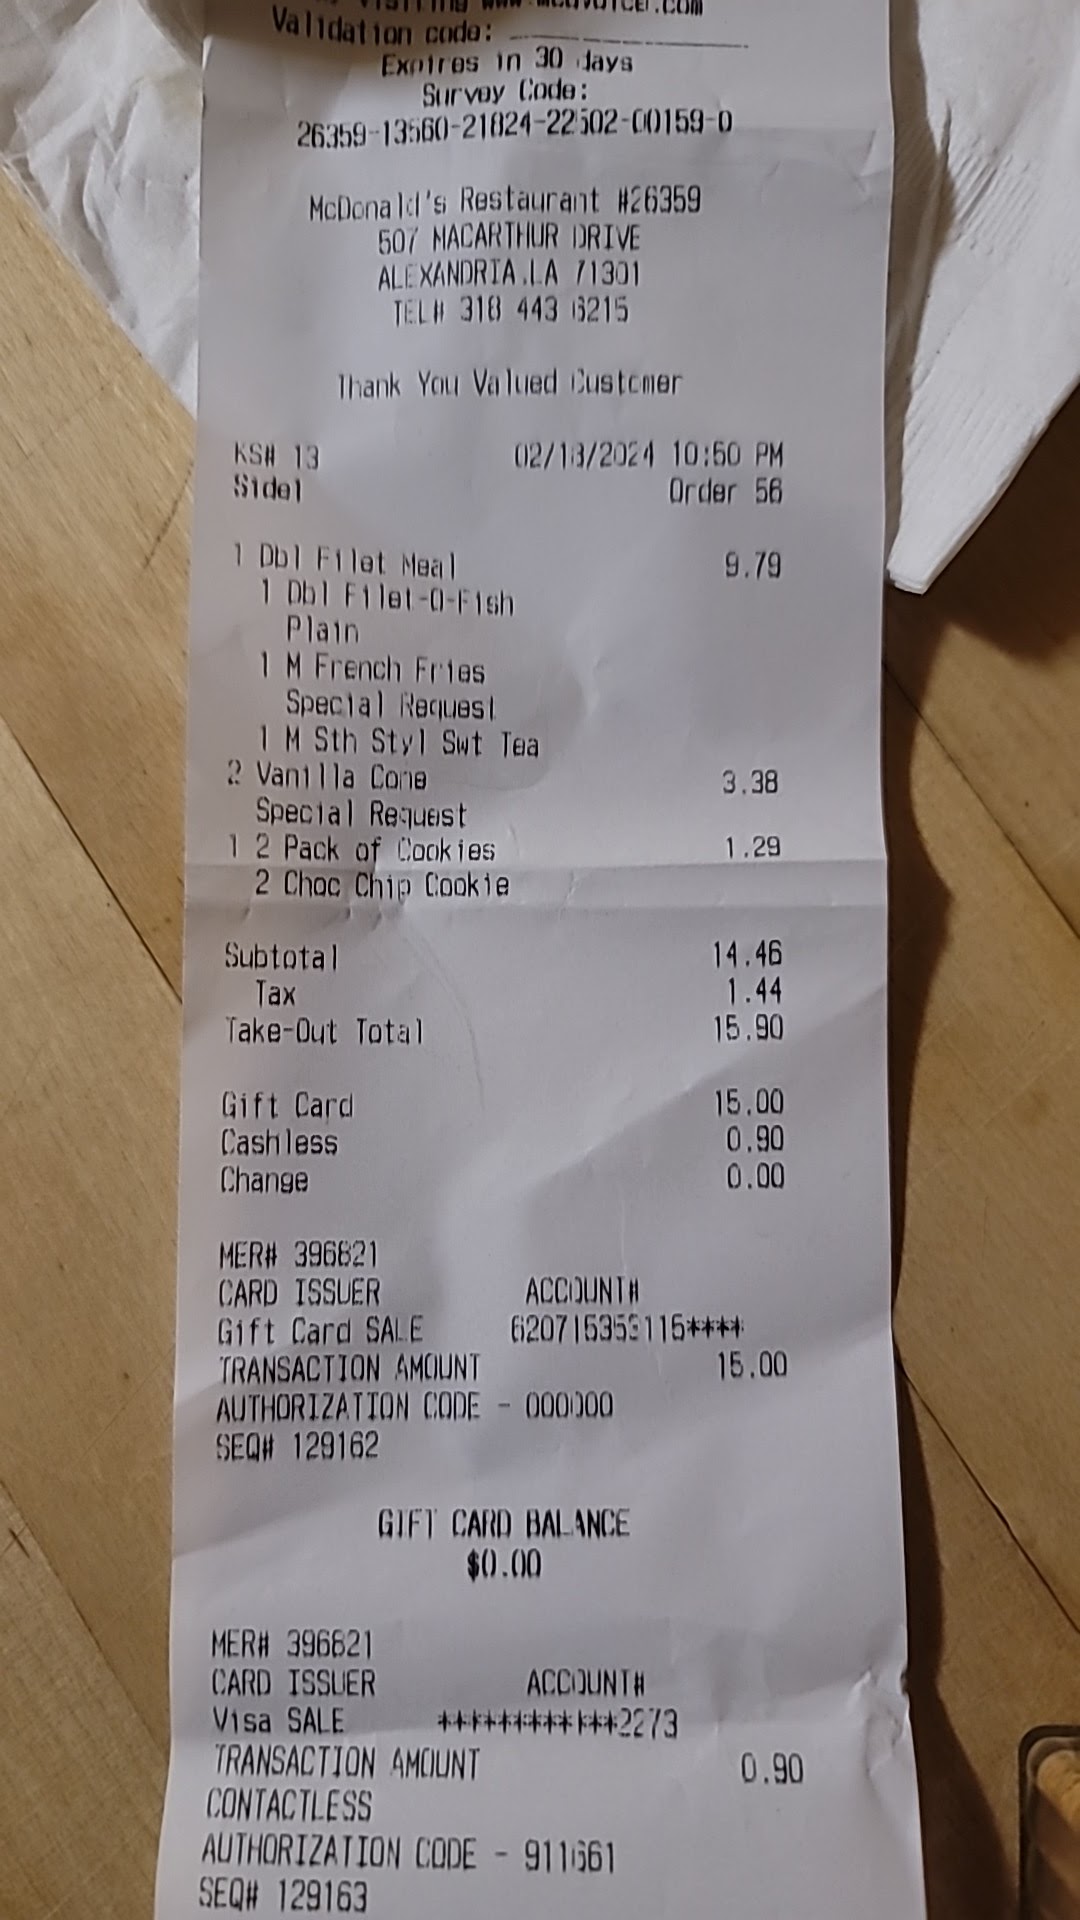 Validation code:
Expires in 30 days
Survey Code:
26359-13560-21824-22502-00159-0
McDonald's Restaurant #26359
507 MACARTHUR DRIVE
ALEXANDRIA,LA 71301
TEL# 318 443 6215
Thank You Valued Customer
KS# 13 02/18/2024 10:50 PM
Side1 Order 56
1 Dbl Filet Meal 9.79
1 Dbl Filet-O-Fish
Plain
1 M French Fries
Special Request
1 M Sth Styl Swt Tea
2 Vanilla Cone 3.38
Special Request
1 2 Pack of Cookies 1.29
2 Choc Chip Cookie
Subtotal 14.46
Tax 1.44
Take-Out Total 15.90
Gift Card 15.00
Cashless 0.90
Change 0.00
MER# 396821
CARD ISSUER ACCOUNT#
Gift Card SALE 620715353115****
TRANSACTION AMOUNT 15.00
AUTHORIZATION CODE - 000000
SEQ# 129162
GIFT CARD BALANCE
$0.00
MER# 396821
CARD ISSUER ACCOUNT#
Visa SALE ************2273
TRANSACTION AMOUNT 0.90
CONTACTLESS
AUTHORIZATION CODE - 911661
SEQ# 129163